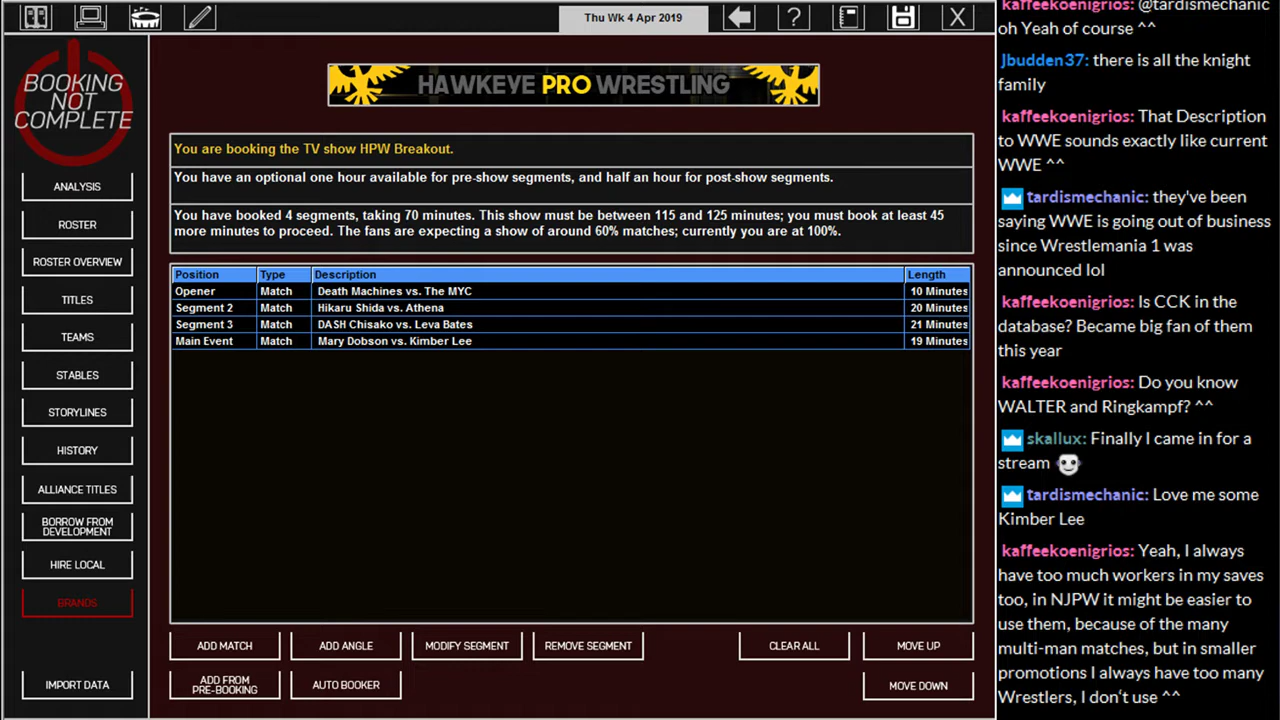 Thu Wk 4 Apr 2019
?
X
BOOKING
NOT
COMPLETE
HAWKEYE PRO WRESTLING
You are booking the TV show HPW Breakout.
You have an optional one hour available for pre-show segments, and half an hour for post-show segments.
You have booked 4 segments, taking 70 minutes. This show must be between 115 and 125 minutes; you must book at least 45
more minutes to proceed. The fans are expecting a show of around 60% matches; currently you are at 100%.
Position Type Description Length
Opener Match Death Machines vs. The MYC 10 Minutes
Segment 2 Match Hikaru Shida vs. Athena 20 Minutes
Segment 3 Match DASH Chisako vs. Leva Bates 21 Minutes
Main Event Match Mary Dobson vs. Kimber Lee 19 Minutes
ANALYSIS
ROSTER
ROSTER OVERVIEW
TITLES
TEAMS
STABLES
STORYLINES
HISTORY
ALLIANCE TITLES
BORROW FROM
DEVELOPMENT
HIRE LOCAL
BRANDS
IMPORT DATA
ADD MATCH
ADD ANGLE
MODIFY SEGMENT
REMOVE SEGMENT
CLEAR ALL
MOVE UP
ADD FROM
PRE-BOOKING
AUTO BOOKER
MOVE DOWN
kaffeekoenigrios: @tardismechanic
oh Yeah of course ^^
Jbudden37: there is all the knight
family
kaffeekoenigrios: That Description
to WWE sounds exactly like current
WWE ^^
tardismechanic: they've been
saying WWE is going out of business
since Wrestlemania 1 was
announced lol
kaffeekoenigrios: Is CCK in the
database? Became big fan of them
this year
kaffeekoenigrios: Do you know
WALTER and Ringkampf? ^^
skallux: Finally I came in for a
stream
tardismechanic: Love me some
Kimber Lee
kaffeekoenigrios: Yeah, I always
have too much workers in my saves
too, in NJPW it might be easier to
use them, because of the many
multi-man matches, but in smaller
promotions I always have too many
Wrestlers, I don't use ^^